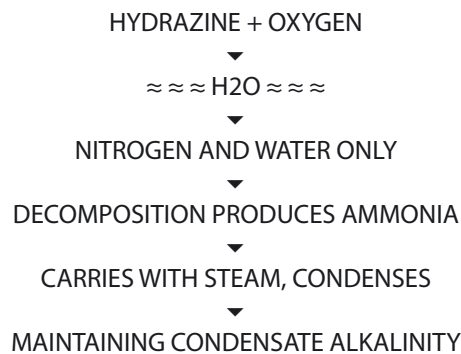 HYDRAZINE + OXYGEN
≈ ≈ ≈ H2O ≈ ≈ ≈
NITROGEN AND WATER ONLY
DECOMPOSITION PRODUCES AMMONIA
CARRIES WITH STEAM, CONDENSES
MAINTAINING CONDENSATE ALKALINITY